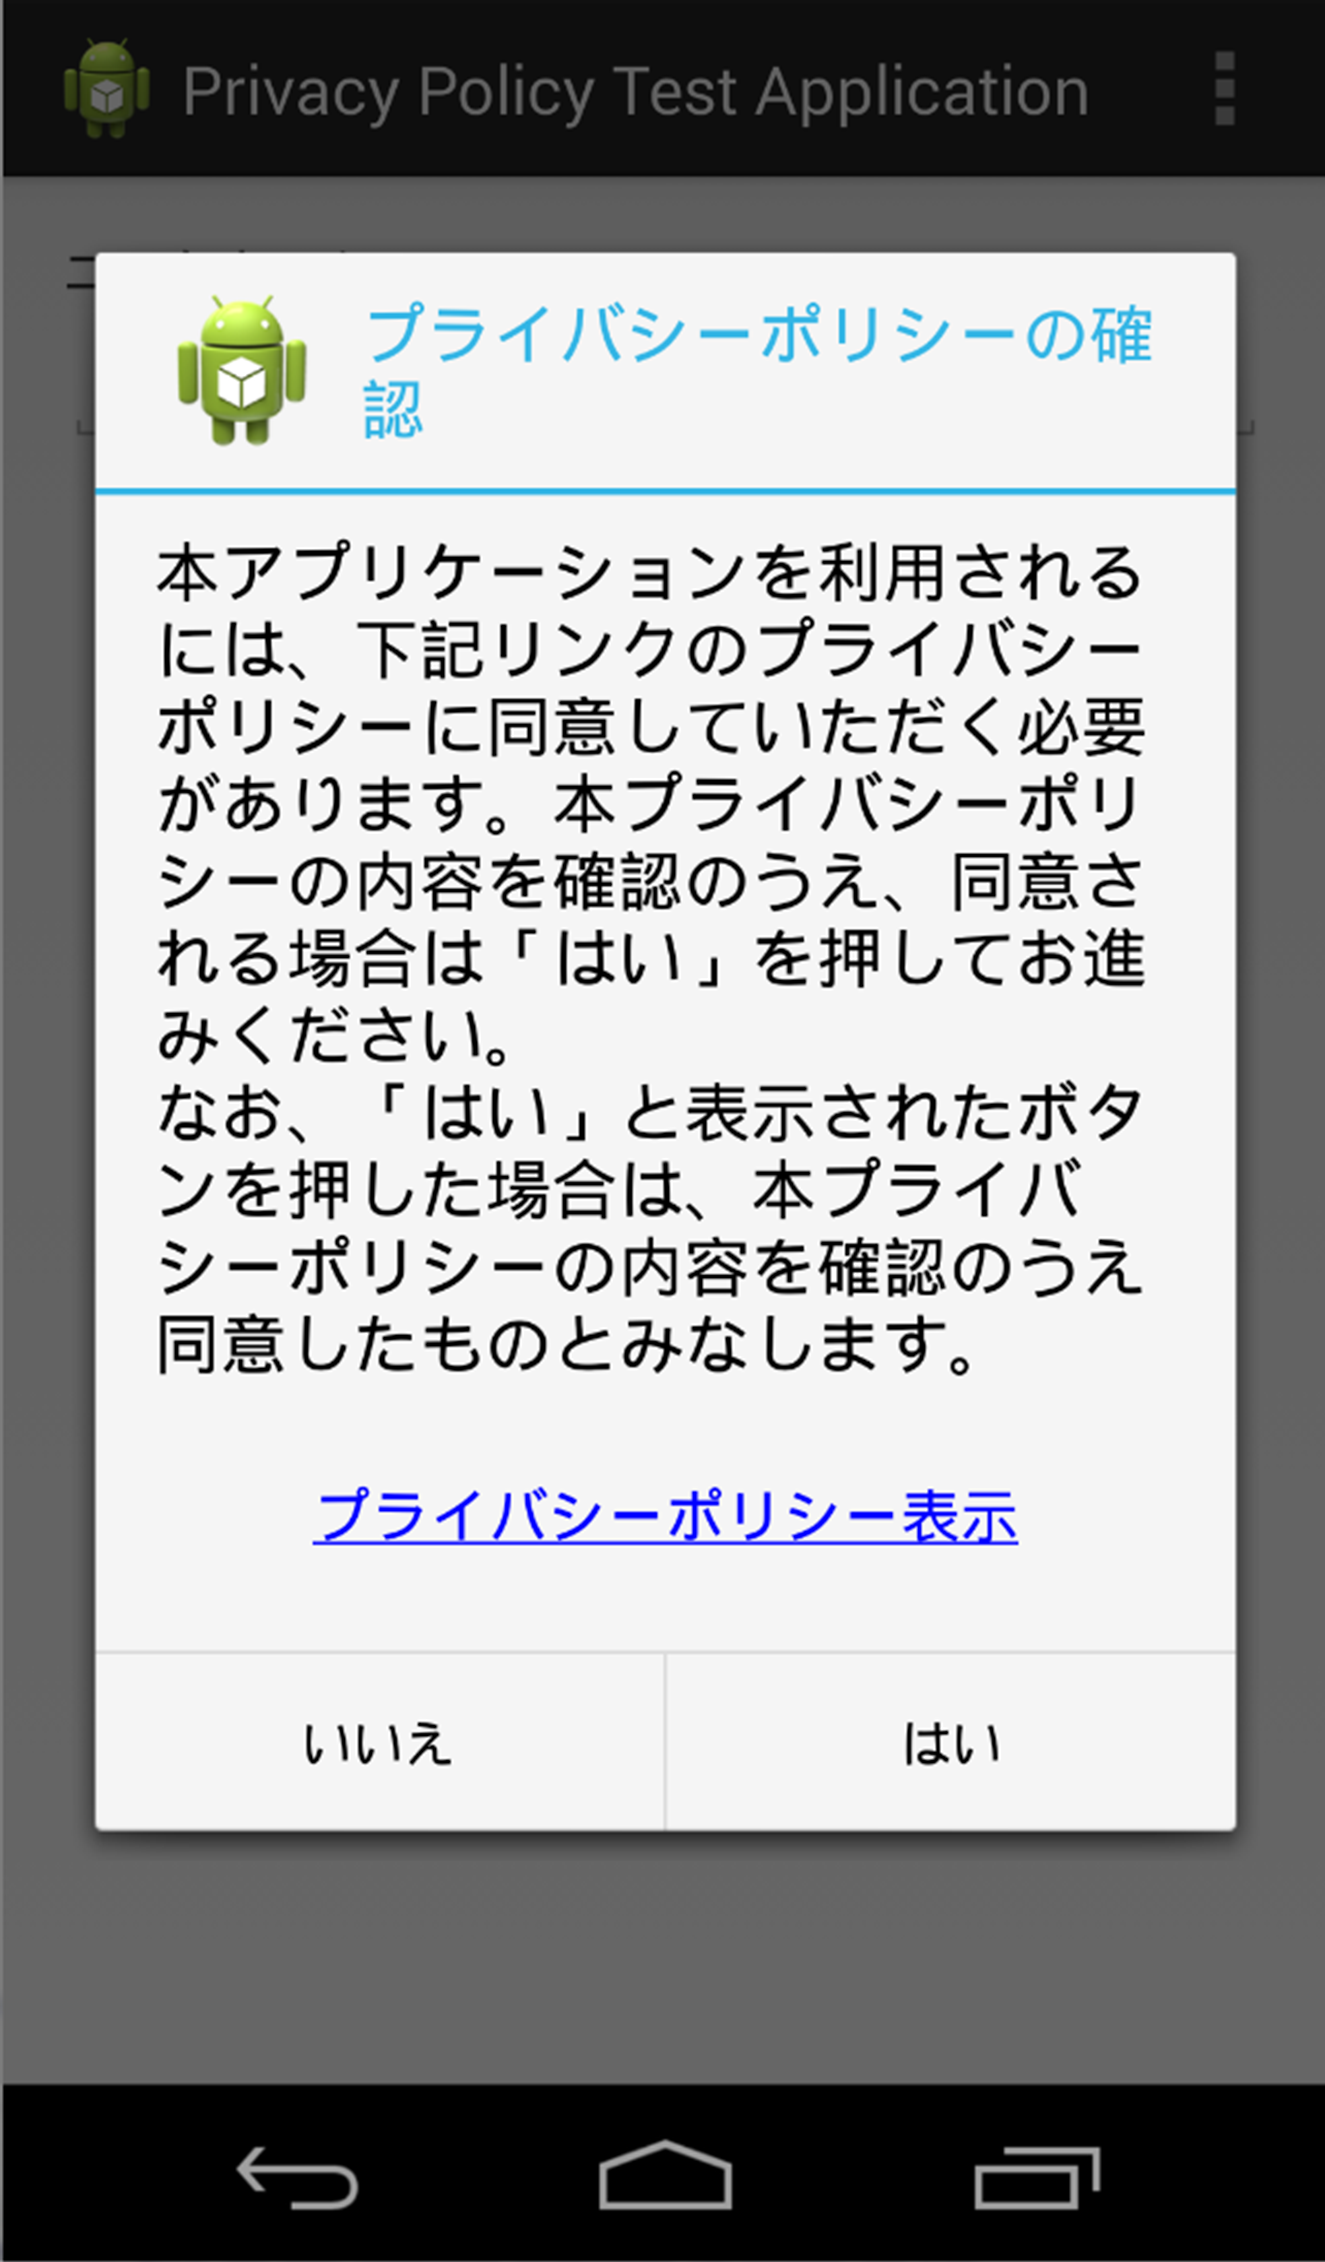 Privacy Policy Test Application
プライバシーポリシーの確
認
本アプリケーションを利用される
には、下記リンクのプライバシー
ポリシーに同意していただく必要
があります。本プライバシーポリ
シーの内容を確認のうえ、同意さ
れる場合は「はい」を押してお進
みください。
なお、「はい」と表示されたボタ
ンを押した場合は、本プライバ
シーポリシーの内容を確認のうえ
同意したものとみなします。
プライバシーポリシー表示
いいえ
はい